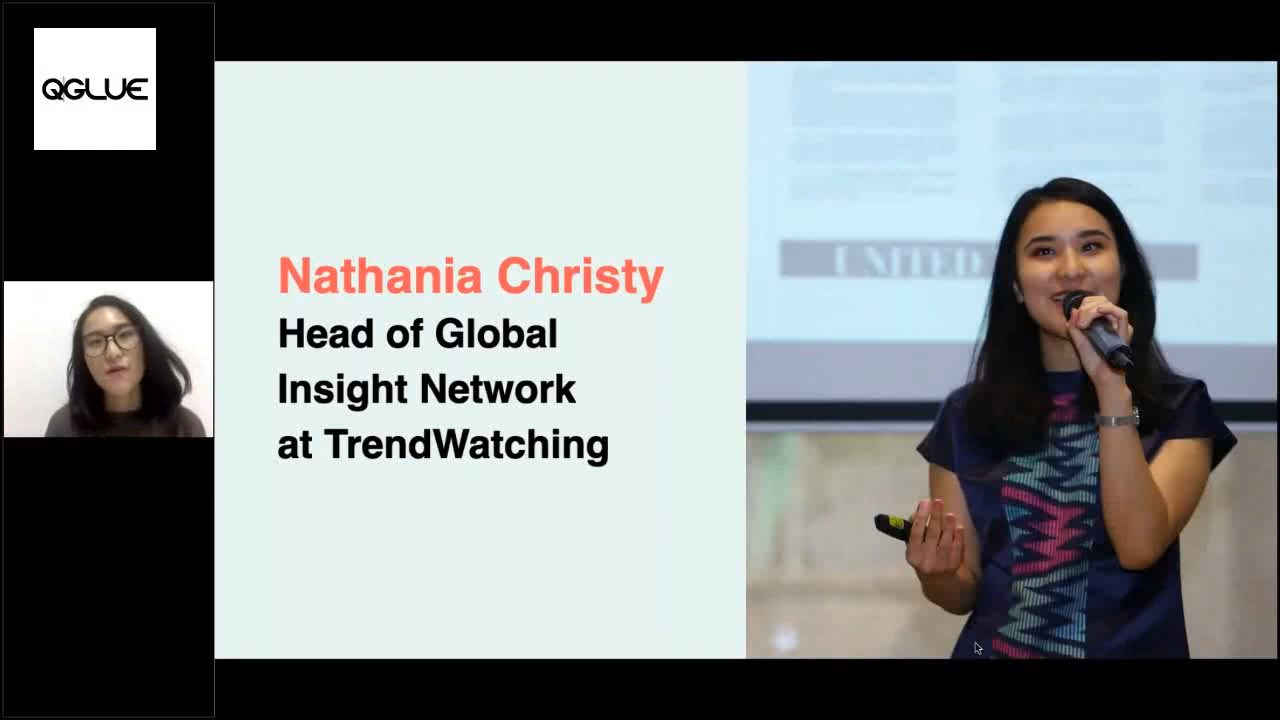 QGLUE
Nathania Christy
Head of Global
Insight Network
at TrendWatching
UNITED